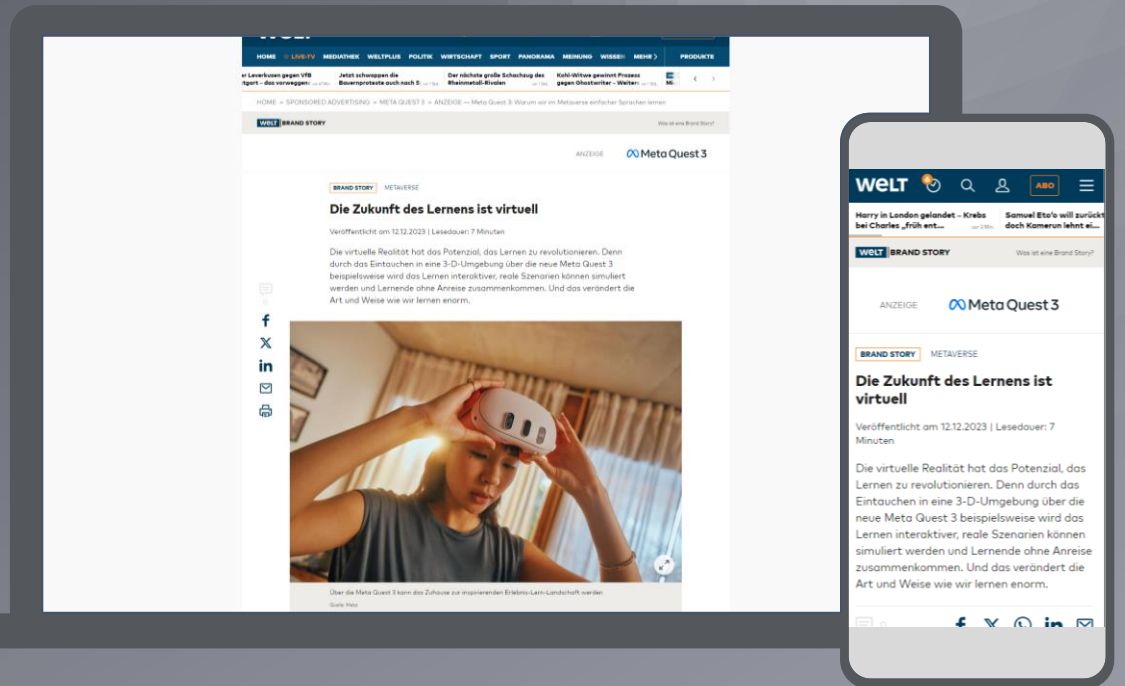 HOME LIVE-TV MEDIATHEK WELTPLUS POLITIK WIRTSCHAFT SPORT PANORAMA MEINUNG WISSEN MEHR PRODUKTE
er Leverkusen gegen VfB Jetzt schwappen die Der nächste große Schachzug des Kohl-Witwe gewinnt Prozess
tgart – das vorweggen Bauernproteste auch nach S Rheinmetall-Rivalen gegen Ghostwriter – Weiter
HOME » SPONSORED ADVERTISING » META QUEST 3 » ANZEIGE — Meta Quest 3: Warum wir im Metaverse einfacher Sprachen lernen
WELT BRAND STORY Was ist eine Brand Story?
ANZEIGE Meta Quest 3
BRAND STORY METAVERSE
Die Zukunft des Lernens ist virtuell
Veröffentlicht am 12.12.2023 | Lesedauer: 7 Minuten
Die virtuelle Realität hat das Potenzial, das Lernen zu revolutionieren. Denn
durch das Eintauchen in eine 3-D-Umgebung über die neue Meta Quest 3
beispielsweise wird das Lernen interaktiver, reale Szenarien können simuliert
werden und Lernende ohne Anreise zusammenkommen. Und das verändert die
Art und Weise wie wir lernen enorm.
Über die Meta Quest 3 kann das Zuhause zur inspirierenden Erlebnis-Lern-Landschaft werden
Quelle: Meta
WELT ABO
Harry in London gelandet – Krebs Samuel Eto'o will zurückt
bei Charles „früh ent... doch Kamerun lehnt ei...
WELT BRAND STORY Was ist eine Brand Story?
ANZEIGE Meta Quest 3
BRAND STORY METAVERSE
Die Zukunft des Lernens ist
virtuell
Veröffentlicht am 12.12.2023 | Lesedauer: 7
Minuten
Die virtuelle Realität hat das Potenzial, das
Lernen zu revolutionieren. Denn durch das
Eintauchen in eine 3-D-Umgebung über die
neue Meta Quest 3 beispielsweise wird das
Lernen interaktiver, reale Szenarien können
simuliert werden und Lernende ohne Anreise
zusammenkommen. Und das verändert die
Art und Weise wie wir lernen enorm.